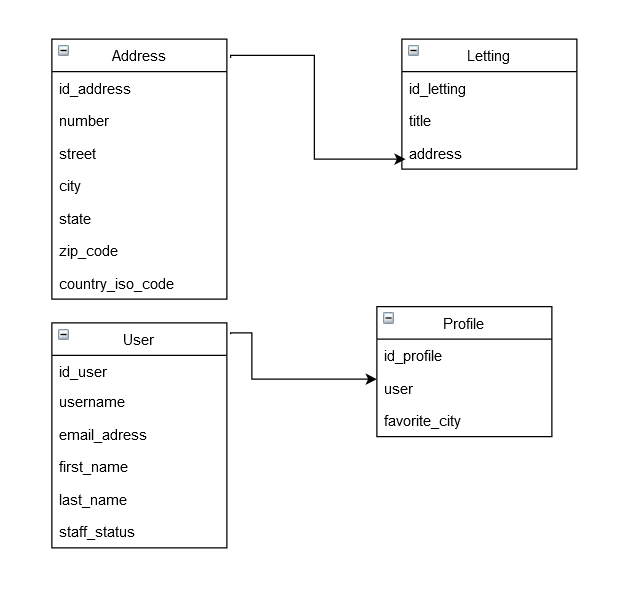 Address
id_address
number
street
city
state
zip_code
country_iso_code
Letting
id_letting
title
address
User
id_user
username
email_adress
first_name
last_name
staff_status
Profile
id_profile
user
favorite_city